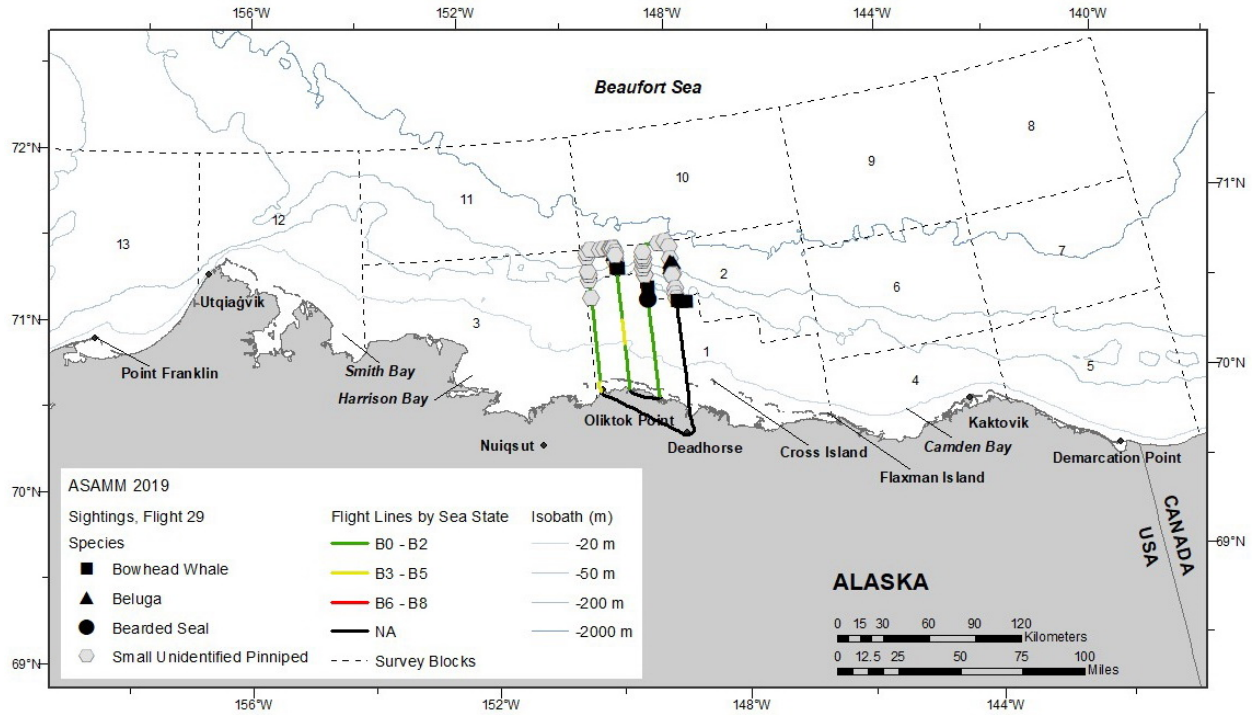 156°W 152°W 148°W 144°W 140°W
Beaufort Sea
8
9
72°N
10
71°N
11
12
13
7
2
6
Utqiaġvik
71°N
3
1
70°N
Point Franklin
Smith Bay
5
4
Harrison Bay
Oliktok Point
Kaktovik
Nuiqsut
Deadhorse
Camden Bay
Cross Island
Demarcation Point
Flaxman Island
70°N
ASAMM 2019
CANADA
Sightings, Flight 29
Flight Lines by Sea State
Isobath (m)
USA
69°N
Species
B0 - B2
-20 m
Bowhead Whale
B3 - B5
-50 m
ALASKA
Beluga
B6 - B8
-200 m
0 15 30 60 90 120
Kilometers
Bearded Seal
NA
-2000 m
0 12.5 25 50 75 100
Miles
Small Unidentified Pinniped
Survey Blocks
69°N
156°W 152°W 148°W 144°W